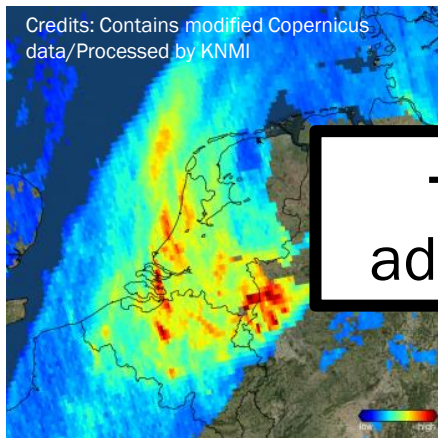 Credits: Contains modified Copernicus
data/Processed by KNMI
ad
low
high